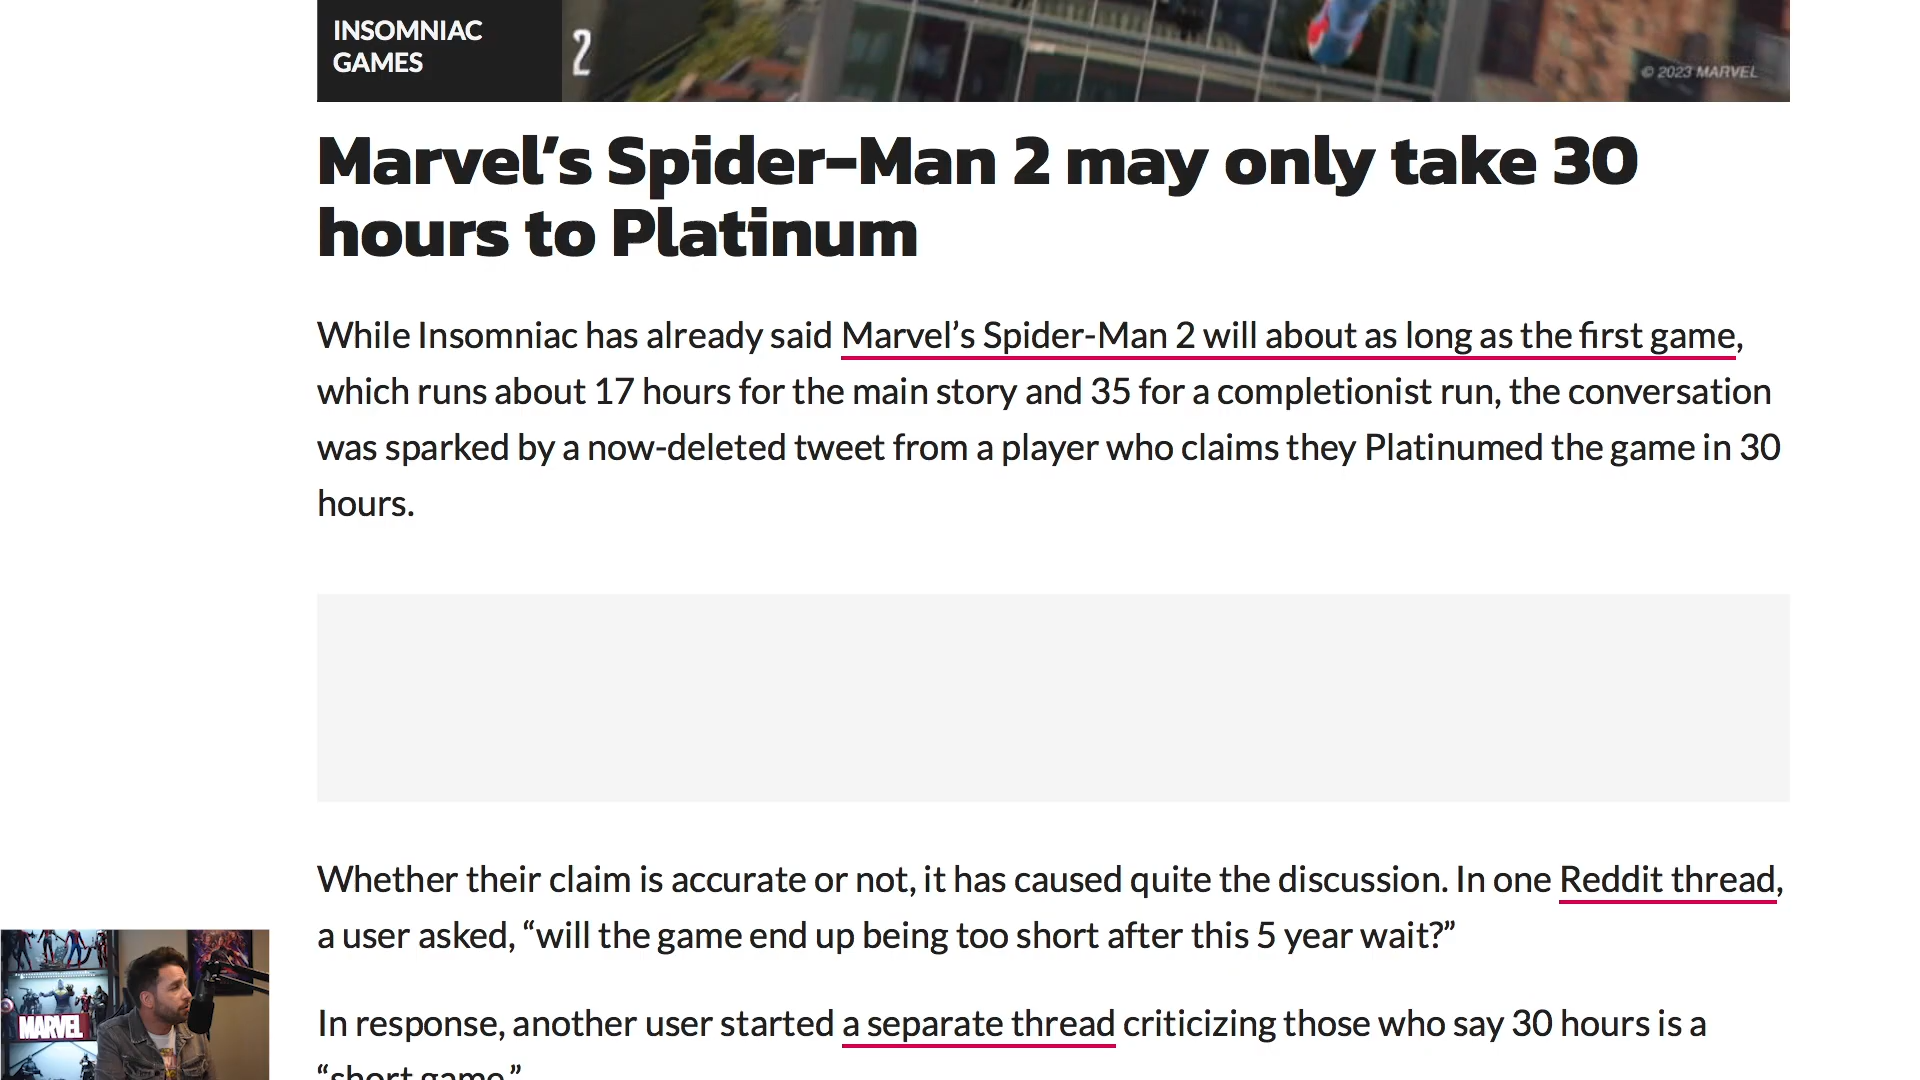 INSOMNIAC
GAMES
2
© 2023 MARVEL
Marvel’s Spider-Man 2 may only take 30
hours to Platinum
While Insomniac has already said Marvel’s Spider-Man 2 will about as long as the first game,
which runs about 17 hours for the main story and 35 for a completionist run, the conversation
was sparked by a now-deleted tweet from a player who claims they Platinumed the game in 30
hours.
Whether their claim is accurate or not, it has caused quite the discussion. In one Reddit thread,
a user asked, “will the game end up being too short after this 5 year wait?”
MARVEL
In response, another user started a separate thread criticizing those who say 30 hours is a
“short game.”